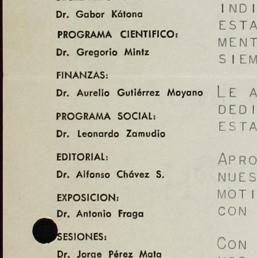 Dr. Gabor Kátona
PROGRAMA CIENTIFICO:
Dr. Gregorio Mintz
FINANZAS:
Dr. Aurelio Gutiérrez Moyano
PROGRAMA SOCIAL:
Dr. Leonardo Zamudio
EDITORIAL:
Dr. Alfonso Chávez S.
EXPOSICION:
Dr. Antonio Fraga
SESIONES:
Dr. Jorge Pérez Mata
INDI
ESTA
MENT
SIEM
LE A
DEDI
ESTA
APRO
NUES
MOTI
CON
CON